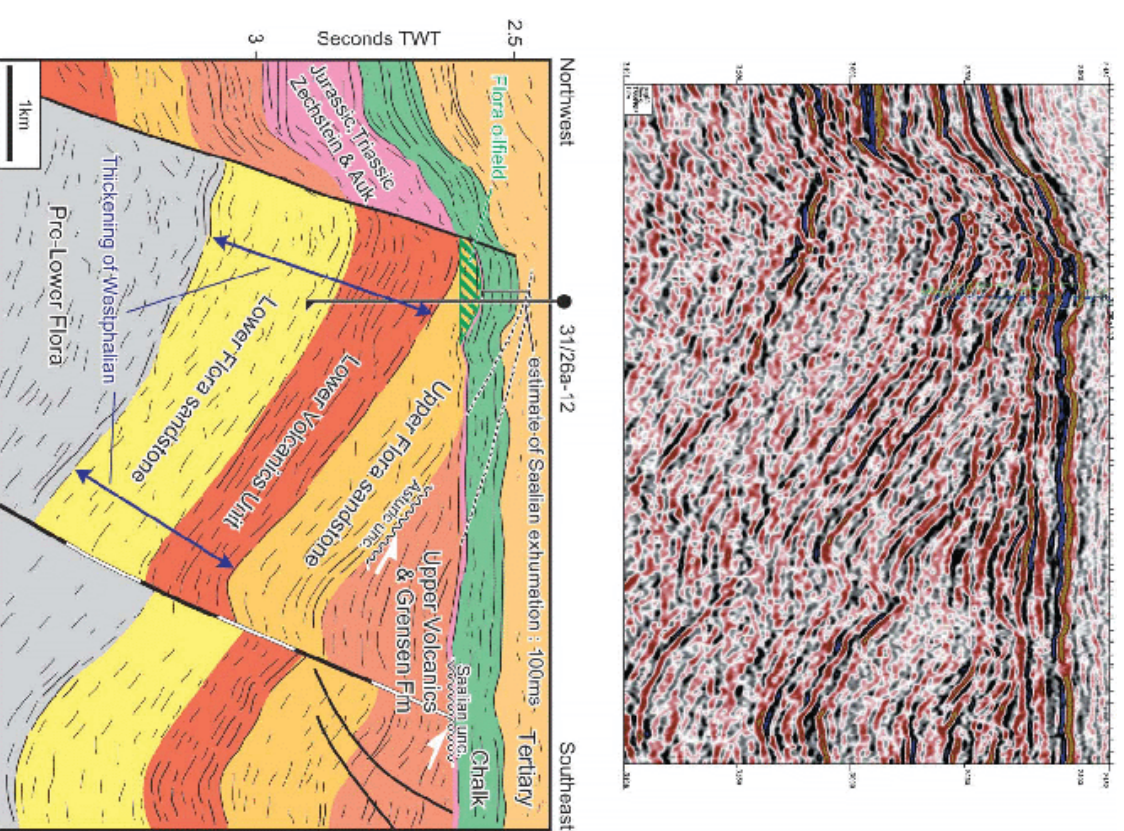 Northwest
31/26a-12
Southeast
2.5
Seconds TWT
3
Flora oilfield
estimate of Saalian exhumation : 100ms
Tertiary
Chalk
Jurassic, Triassic
Zechstein & Auk
Saalian unc.
Upper Volcanics
& Grensen Fm
Asturic unc.
Upper Flora sandstone
Lower Volcanics Unit
Lower Flora sandstone
Thickening of Westphalian
Pro-Lower Flora
1km